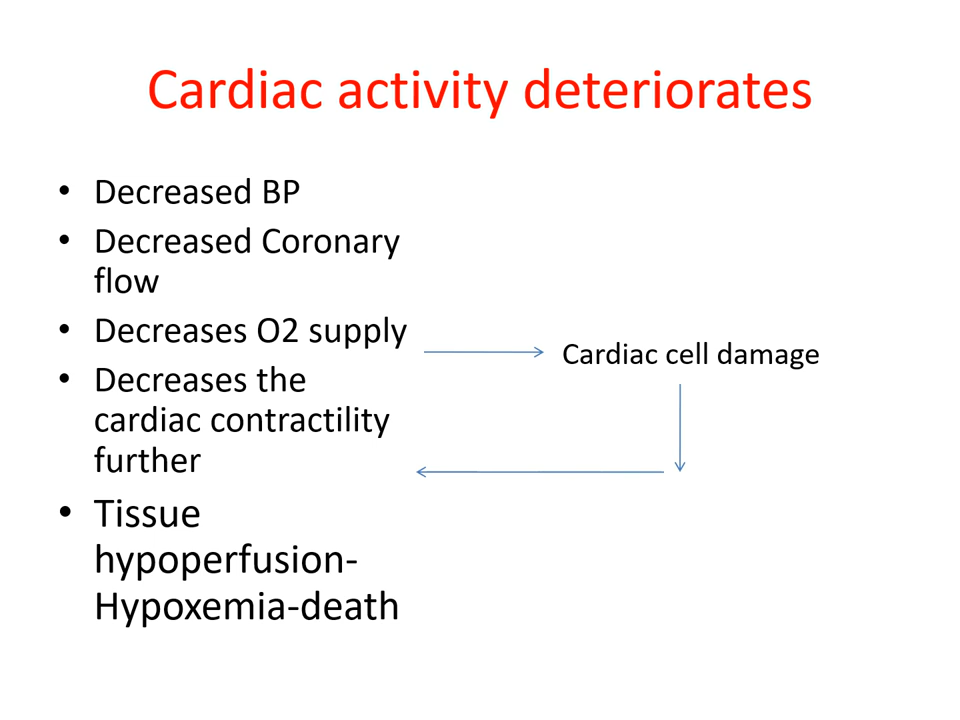 Cardiac activity deteriorates
• Decreased BP
• Decreased Coronary
flow
• Decreases O2 supply
• Decreases the
cardiac contractility
further
• Tissue
hypoperfusion-
Hypoxemia-death
Cardiac cell damage